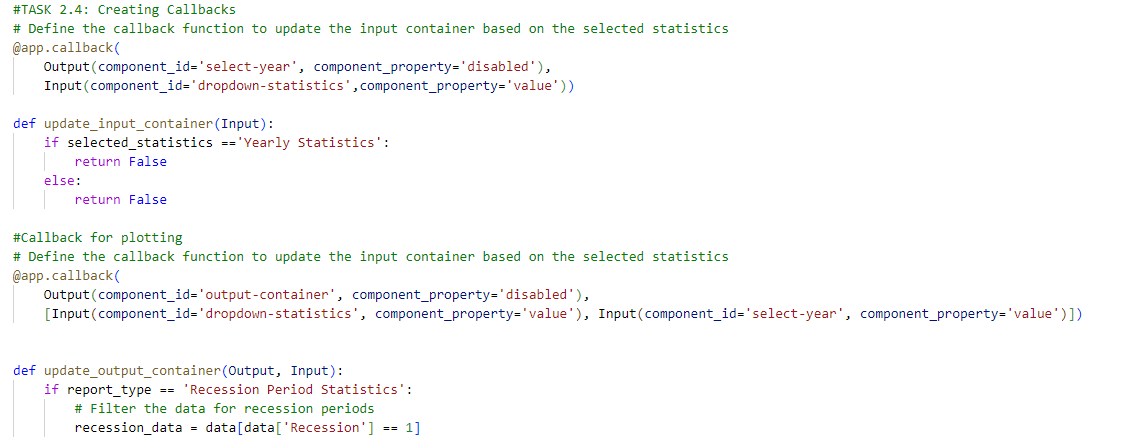 #TASK 2.4: Creating Callbacks
# Define the callback function to update the input container based on the selected statistics
@app.callback(
    Output(component_id='select-year', component_property='disabled'),
    Input(component_id='dropdown-statistics',component_property='value'))

def update_input_container(Input):
    if selected_statistics =='Yearly Statistics':
        return False
    else:
        return False

#Callback for plotting
# Define the callback function to update the input container based on the selected statistics
@app.callback(
    Output(component_id='output-container', component_property='disabled'),
    [Input(component_id='dropdown-statistics', component_property='value'), Input(component_id='select-year', component_property='value')])


def update_output_container(Output, Input):
    if report_type == 'Recession Period Statistics':
        # Filter the data for recession periods
        recession_data = data[data['Recession'] == 1]